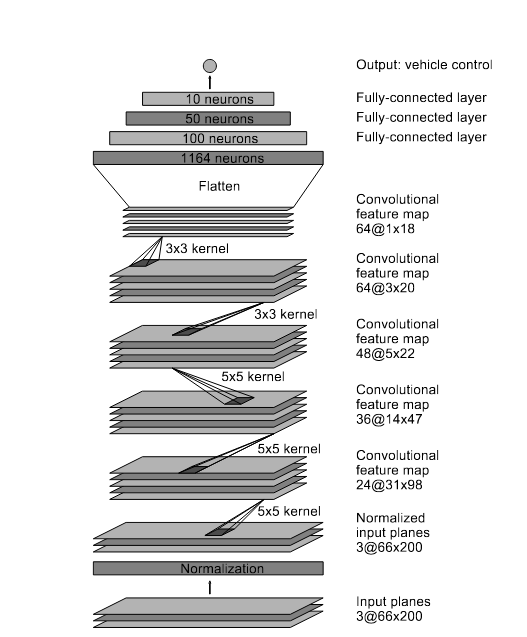 Output: vehicle control
10 neurons
Fully-connected layer
50 neurons
Fully-connected layer
100 neurons
Fully-connected layer
1164 neurons
Flatten
Convolutional
feature map
64@1x18
3x3 kernel
Convolutional
feature map
64@3x20
3x3 kernel
Convolutional
feature map
48@5x22
5x5 kernel
Convolutional
feature map
36@14x47
5x5 kernel
Convolutional
feature map
24@31x98
5x5 kernel
Normalized
input planes
3@66x200
Normalization
Input planes
3@66x200